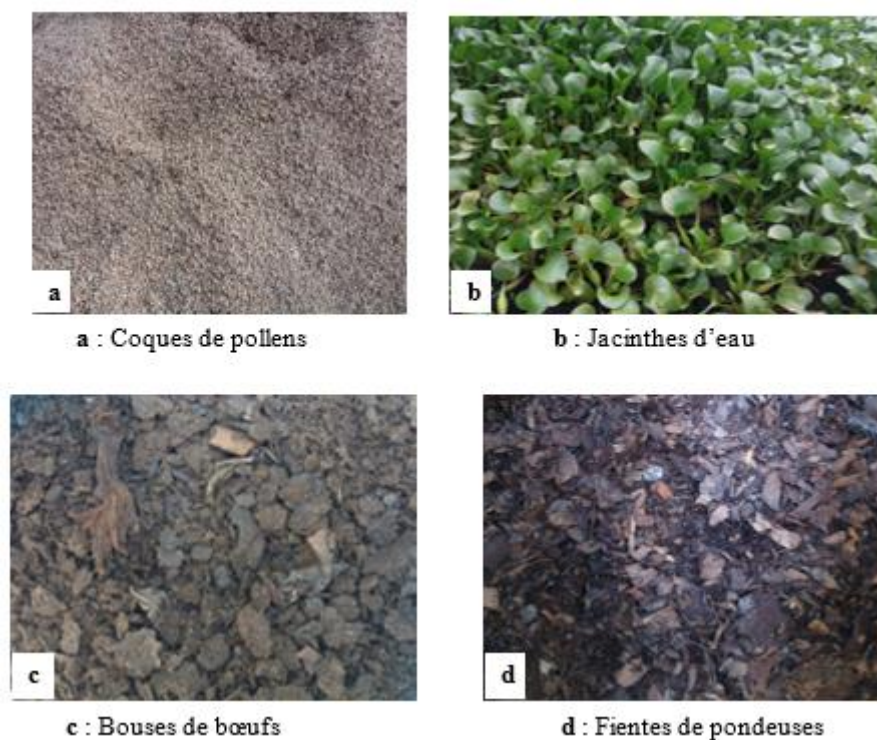 a
b
a : Coques de pollens
b : Jacinthes d’eau
c
d
c : Bouses de bœufs
d : Fientes de pondeuses